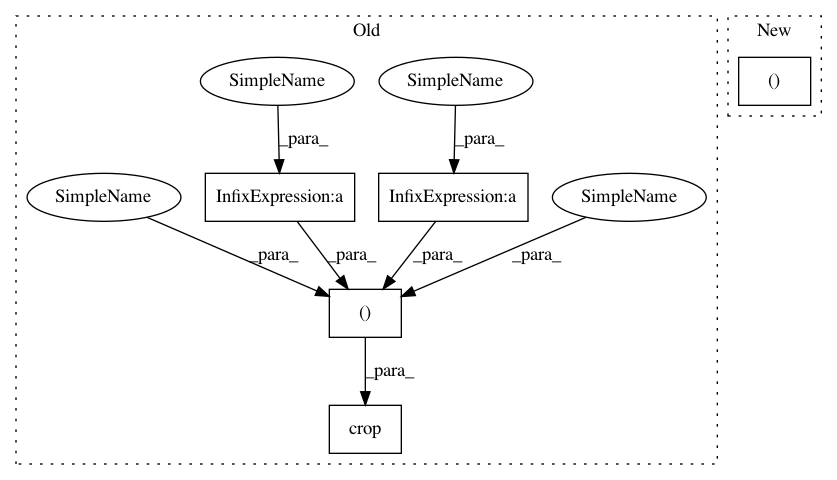 Old
New
SimpleName
SimpleName
()
_para_
_para_
SimpleName
InfixExpression:a
InfixExpression:a
SimpleName
_para_
_para_
_para_
_para_
()
_para_
crop